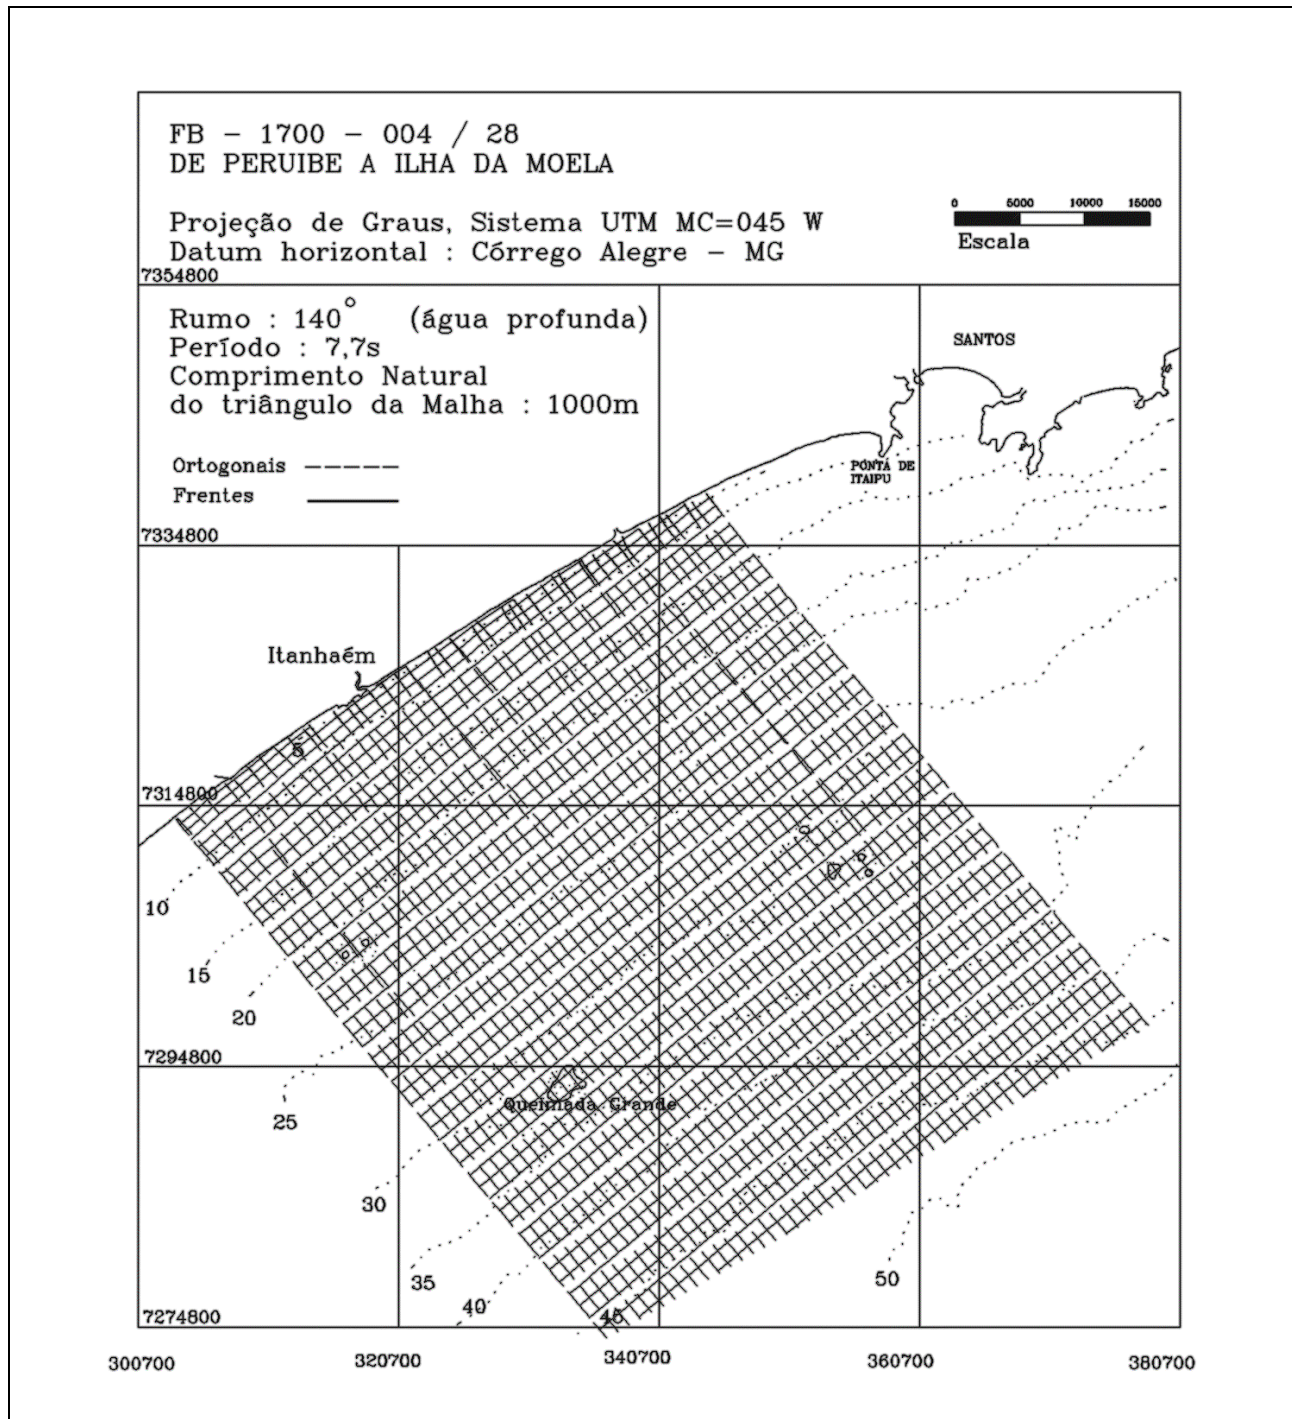 FB - 1700 - 004 / 28
DE PERUIBE A ILHA DA MOELA
Projeção de Graus, Sistema UTM MC=045 W
Datum horizontal : Córrego Alegre - MG
0 5000 10000 15000
Escala
7354800
Rumo : 140° (água profunda)
Período : 7,7s
Comprimento Natural
do triângulo da Malha : 1000m
Ortogonais
Frentes
SANTOS
PONTA DE
ITAIPU
7334800
Itanhaém
5
7314800
10
15
20
7294800
25
Queimada Grande
30
35
40
45
50
7274800
300700 320700 340700 360700 380700